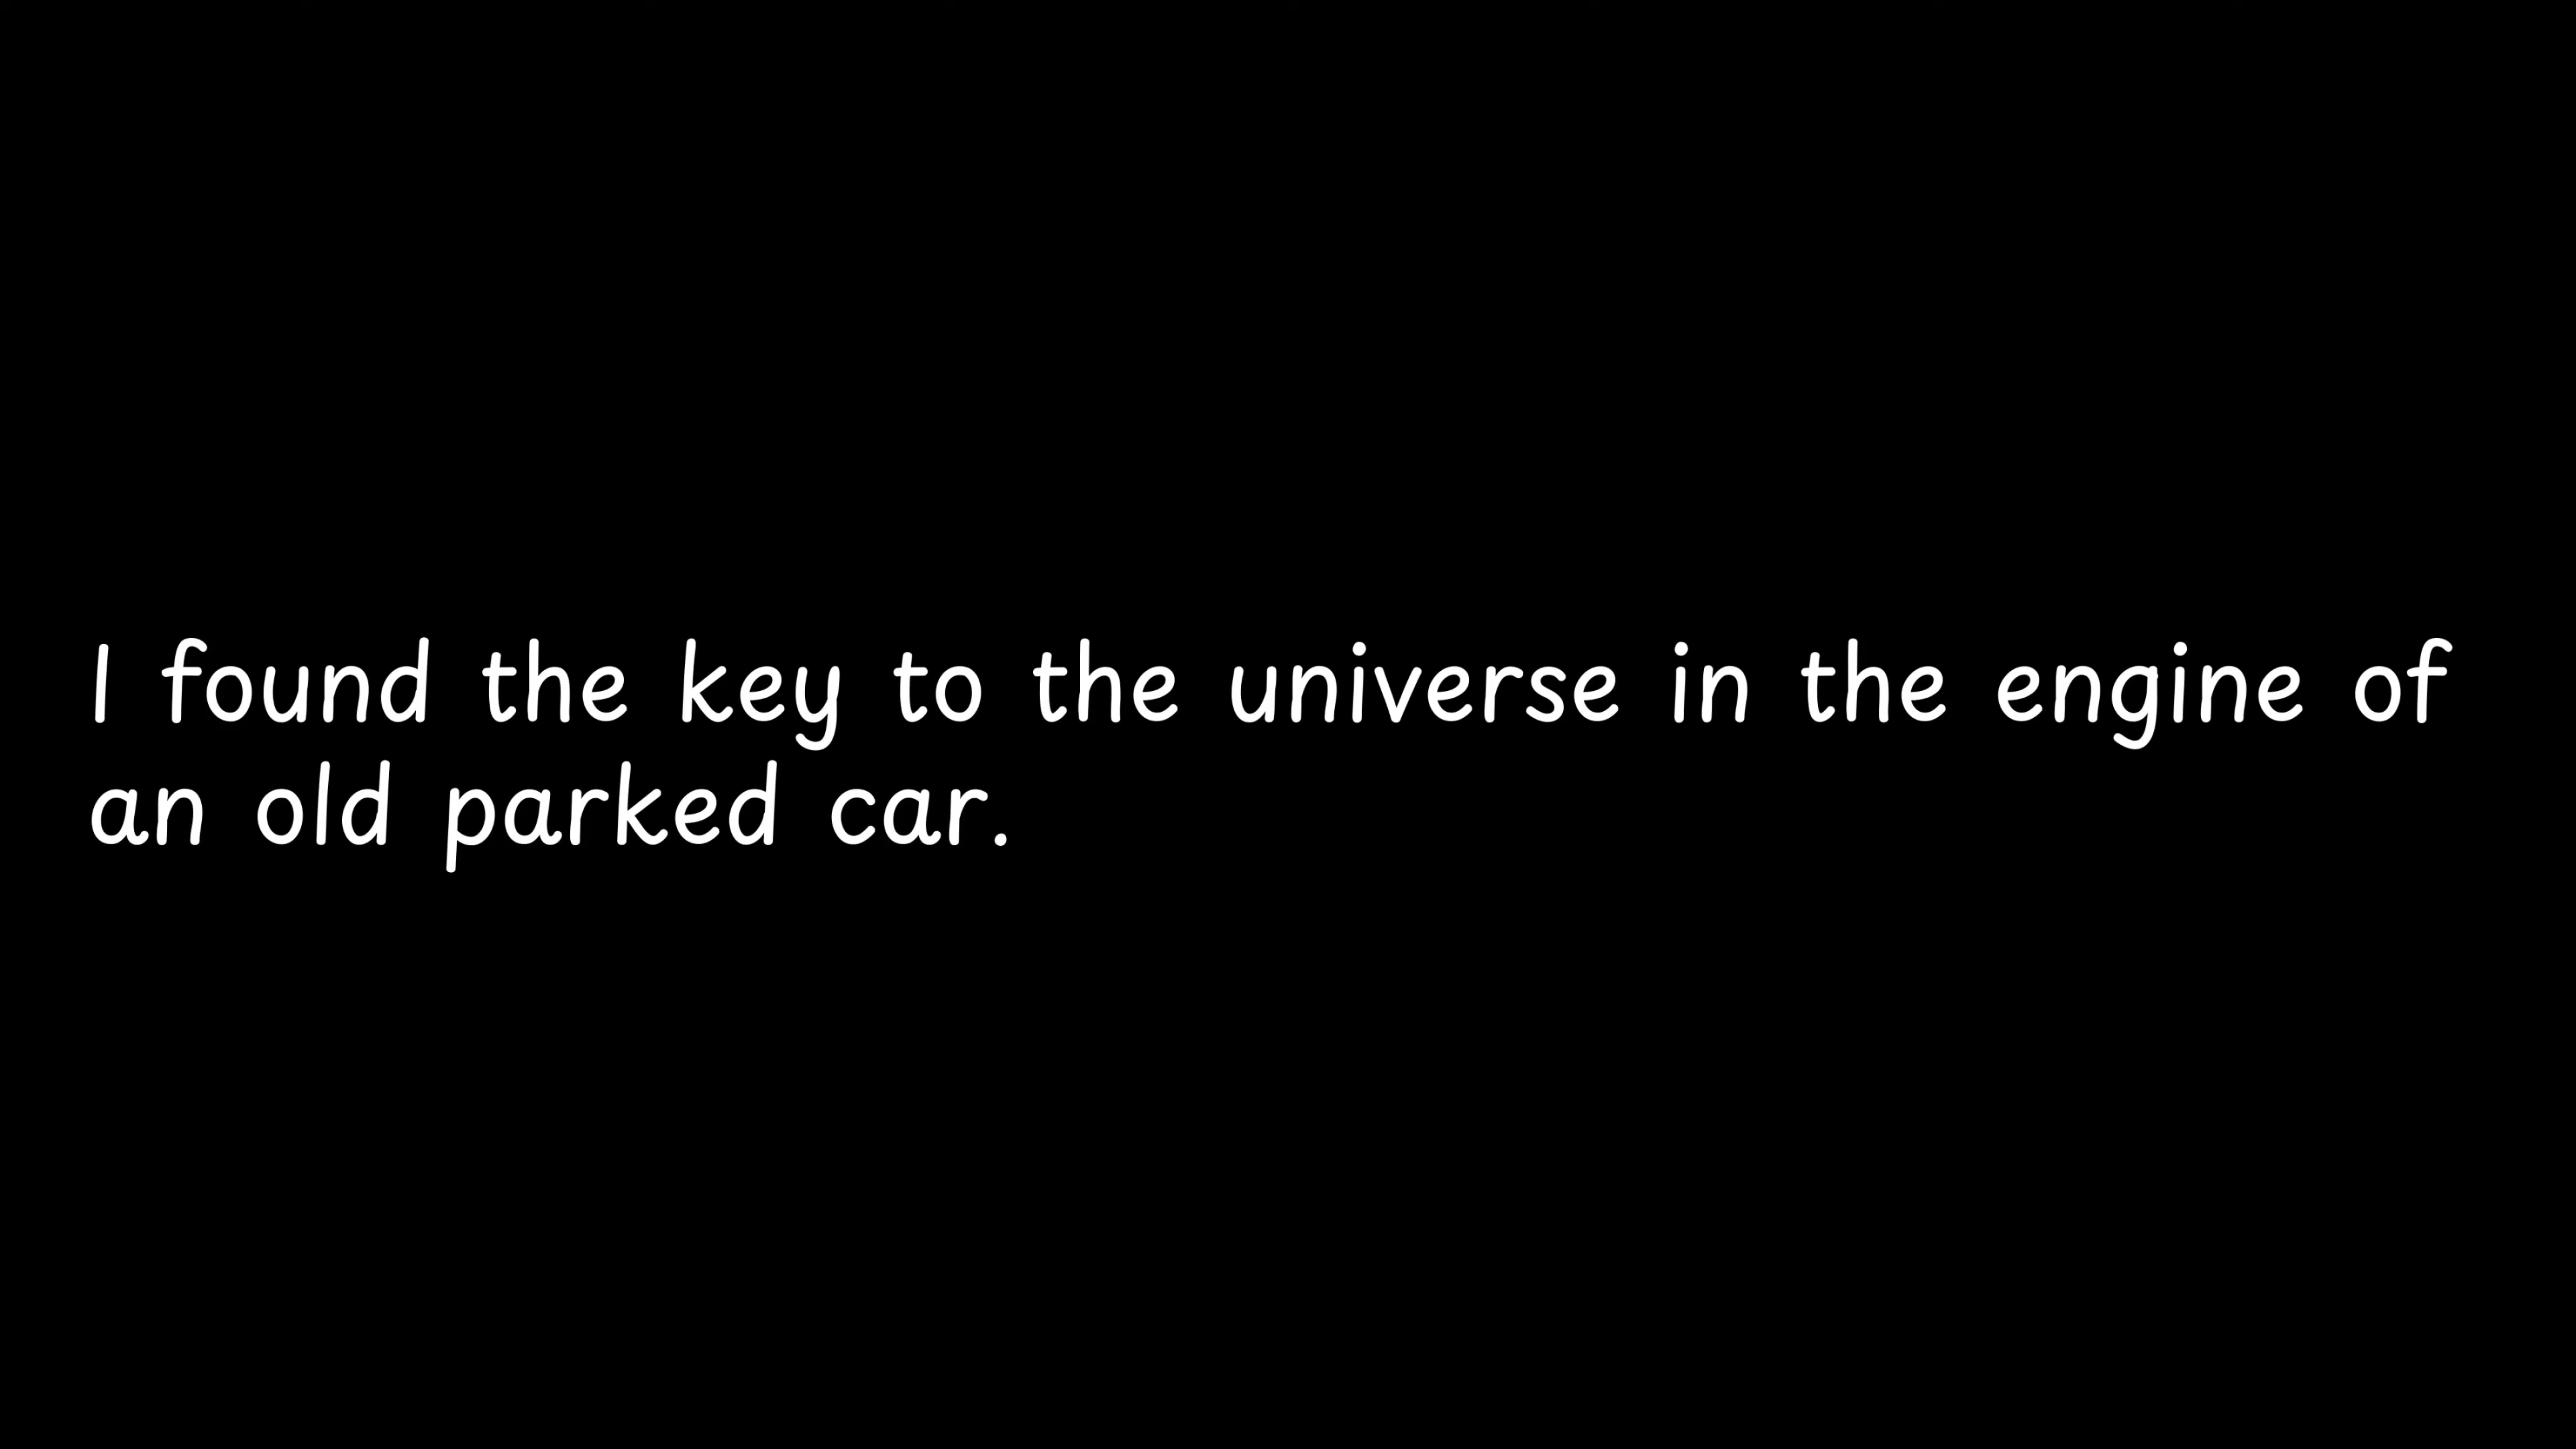 I found the key to the universe in the engine of
an old parked car.